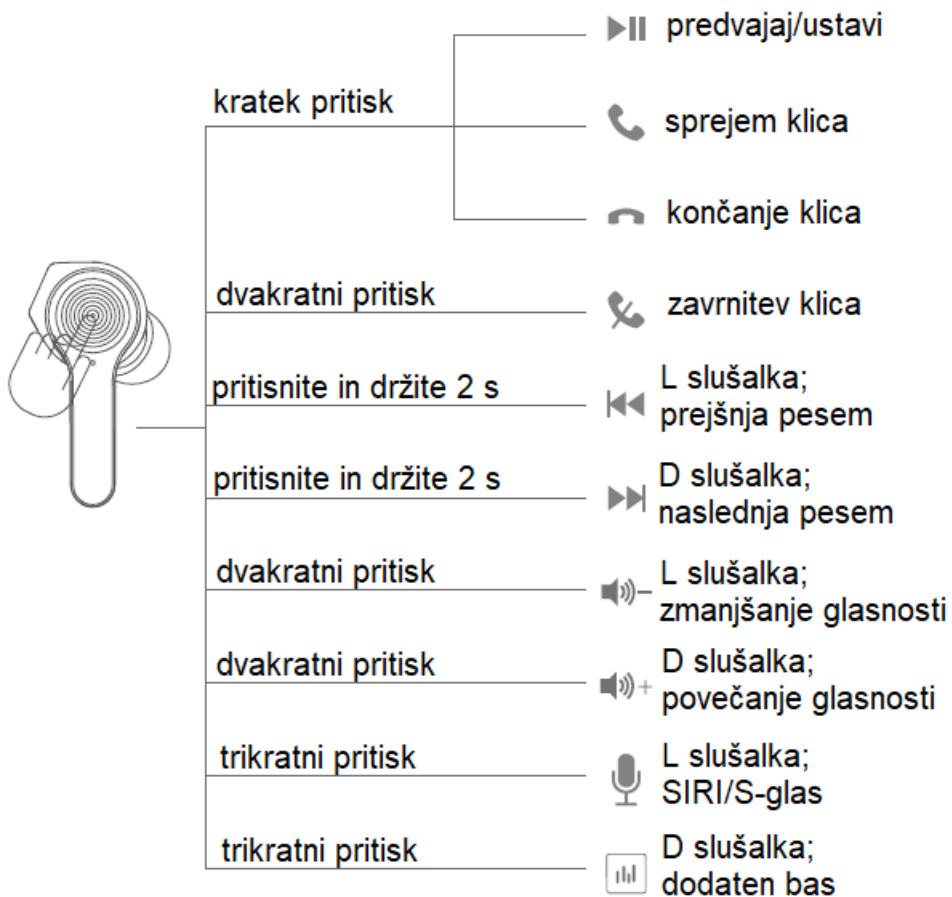 predvajaj/ustavi
kratek pritisk
sprejem klica
končanje klica
dvakratni pritisk
zavrnitev klica
pritisnite in držite 2 s
L slušalka;
prejšnja pesem
pritisnite in držite 2 s
D slušalka;
naslednja pesem
dvakratni pritisk
L slušalka;
zmanjšanje glasnosti
dvakratni pritisk
D slušalka;
povečanje glasnosti
trikratni pritisk
L slušalka;
SIRI/S-glas
trikratni pritisk
D slušalka;
dodaten bas